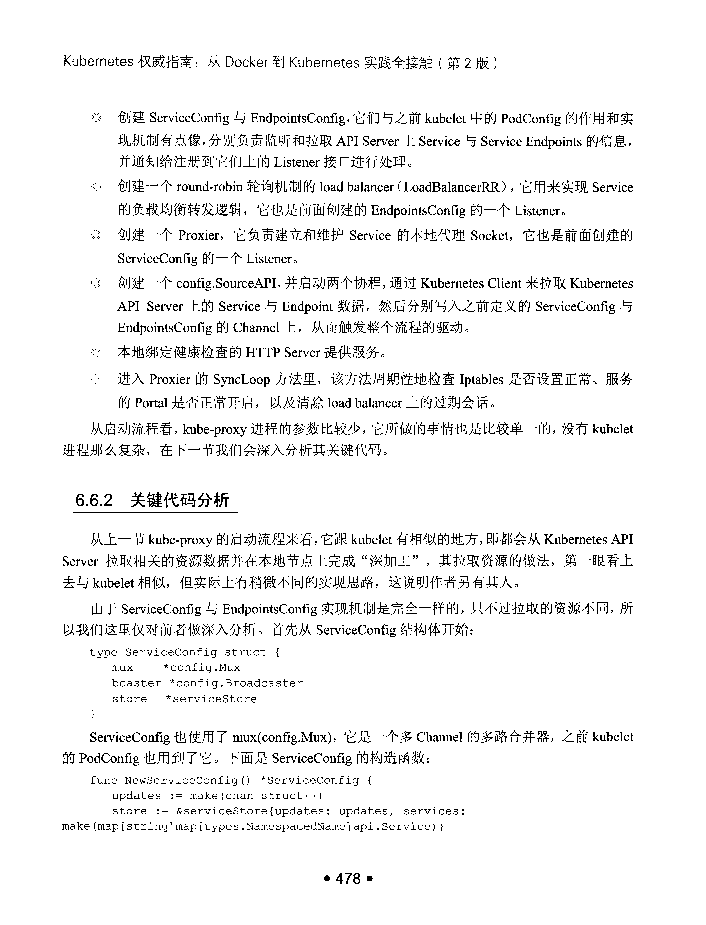 Kubernetes 权威指南：从 Docker 到 Kubernetes 实践全接触（第 2 版）
创建 ServiceConfig 与 EndpointsConfig，它们与之前 kubelet 中的 PodConfig 的作用和实
现机制有点像，分别负责监听和拉取 API Server 上 Service 与 Service Endpoints 的信息，
并通知给注册到它们上的 Listener 接口进行处理。
创建一个 round-robin 轮询机制的 load balancer（LoadBalancerRR），它用来实现 Service
的负载均衡转发逻辑，它也是前面创建的 EndpointsConfig 的一个 Listener。
创建一个 Proxier，它负责建立和维护 Service 的本地代理 Socket，它也是前面创建的
ServiceConfig 的一个 Listener。
创建一个 config.SourceAPI，并启动两个协程，通过 Kubernetes Client 来拉取 Kubernetes
API Server 上的 Service 与 Endpoint 数据，然后分别写入之前定义的 ServiceConfig 与
EndpointsConfig 的 Channel 上，从而触发整个流程的驱动。
本地绑定健康检查的 HTTP Server 提供服务。
进入 Proxier 的 SyncLoop 方法里，该方法周期性地检查 Iptables 是否设置正常、服务
的 Portal 是否正常开启，以及清除 load balancer 上的过期会话。
从启动流程看，kube-proxy 进程的参数比较少，它所做的事情也是比较单一的，没有 kubelet
进程那么复杂，在下一节我们会深入分析其关键代码。
6.6.2 关键代码分析
从上一节 kube-proxy 的启动流程来看，它跟 kubelet 有相似的地方，即都会从 Kubernetes API
Server 拉取相关的资源数据并在本地节点上完成“深加工”，其拉取资源的做法，第一眼看上
去与 kubelet 相似，但实际上有稍微不同的实现思路，这说明作者另有其人。
由于 ServiceConfig 与 EndpointsConfig 实现机制是完全一样的，只不过拉取的资源不同，所
以我们这里仅对前者做深入分析。首先从 ServiceConfig 结构体开始：
type ServiceConfig struct {
mux *config.Mux
bcaster *config.Broadcaster
store *serviceStore
}
ServiceConfig 也使用了 mux(config.Mux)，它是一个多 Channel 的多路合并器，之前 kubelet
的 PodConfig 也用到了它。下面是 ServiceConfig 的构造函数：
func NewServiceConfig() *ServiceConfig {
updates := make(chan struct{})
store := &serviceStore{updates: updates, services:
make(map[string]map[types.NamespacedName]api.Service)}
• 478 •